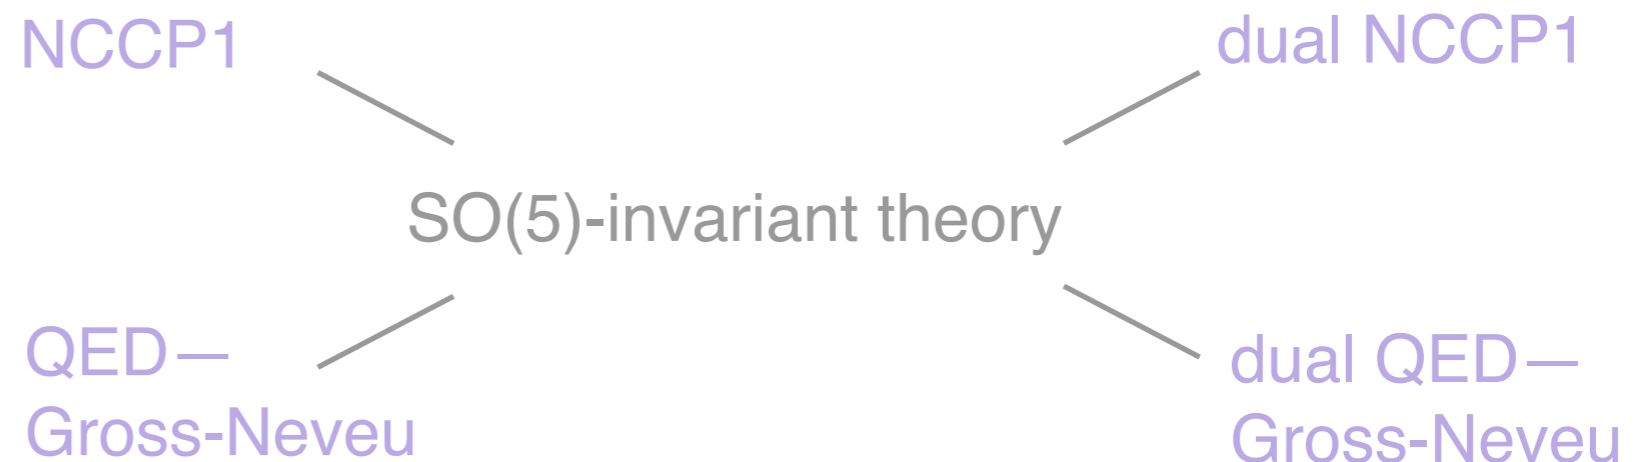 NCCP1
dual NCCP1
SO(5)-invariant theory
QED—
Gross-Neveu
dual QED—
Gross-Neveu